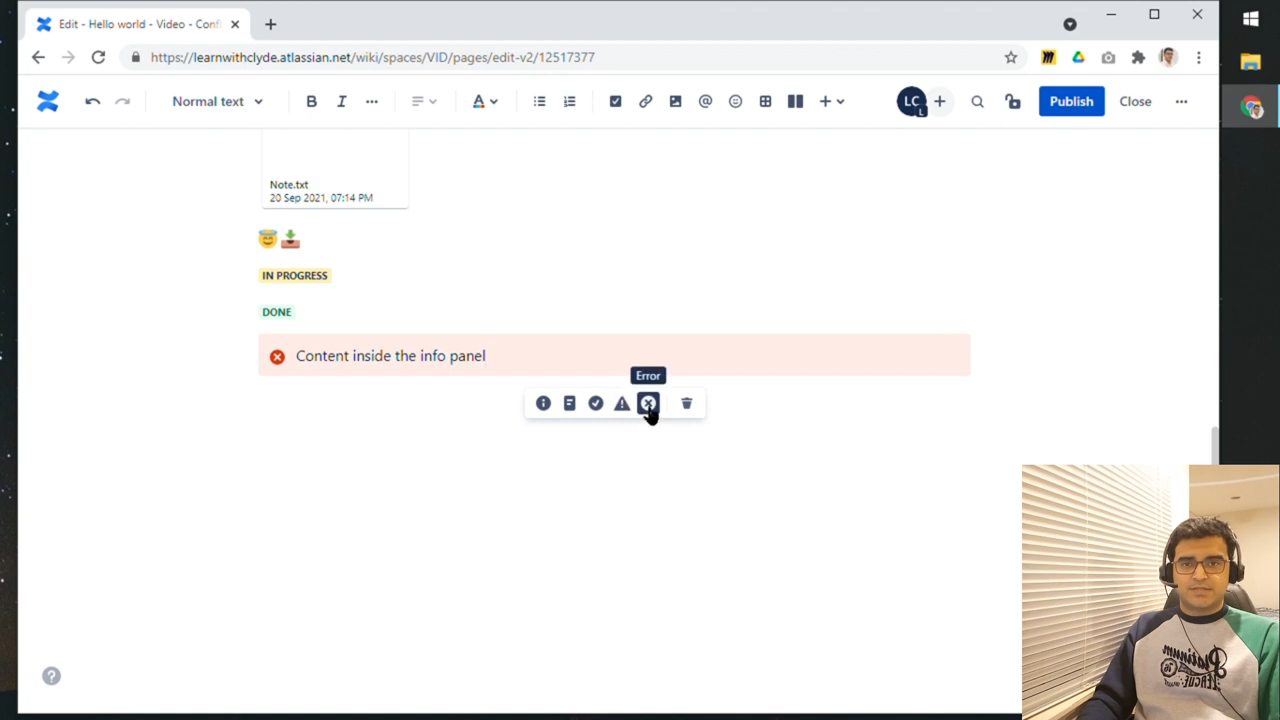 Edit - Hello world - Video - Conf
https://learnwithclyde.atlassian.net/wiki/spaces/VID/pages/edit-v2/12517377
Normal text
B
I
A
LC
L
Publish
Close
Note.txt
20 Sep 2021, 07:14 PM
IN PROGRESS
DONE
Content inside the info panel
Error